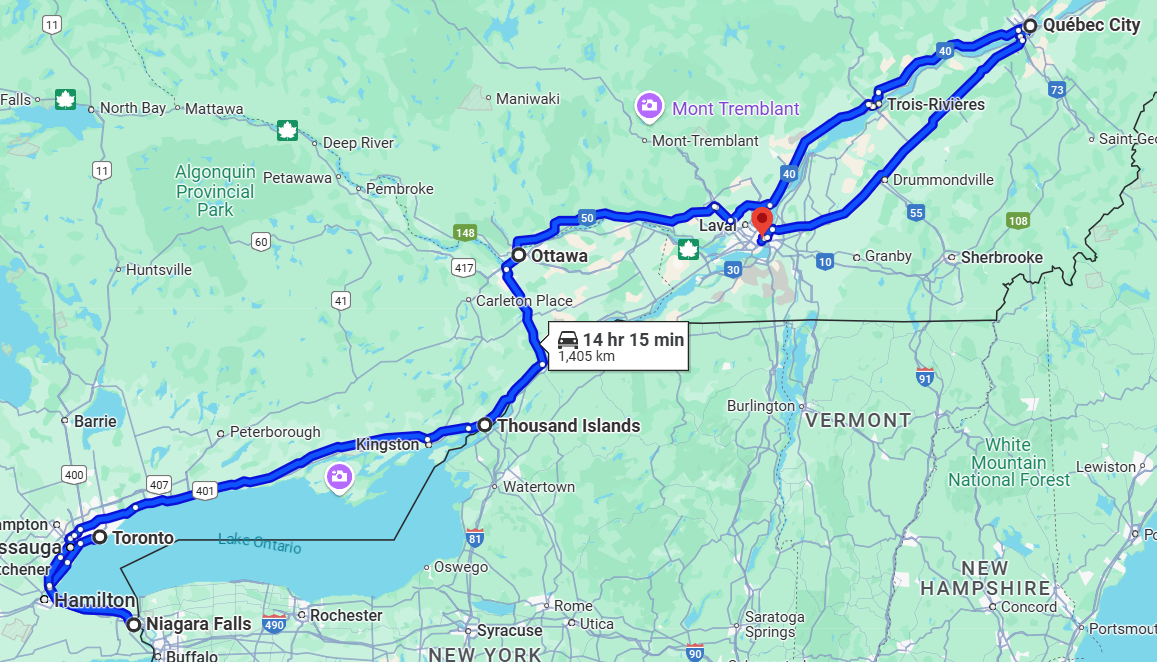 11
Québec City
40
Falls
North Bay
Mattawa
Maniwaki
Mont Tremblant
73
Trois-Rivières
Deep River
Mont-Tremblant
Saint-Geo
11
Algonquin
Provincial
Park
Petawawa
Pembroke
40
Drummondville
148
50
Laval
55
108
60
417
Ottawa
30
10
Granby
Sherbrooke
Huntsville
41
Carleton Place
14 hr 15 min
1,405 km
91
Burlington
VERMONT
Barrie
Peterborough
Kingston
Thousand Islands
White
Mountain
National Forest
Lewiston
400
407
401
Watertown
ampton
Toronto
Lake Ontario
81
ssauga
tchener
Oswego
NEW
HAMPSHIRE
Hamilton
Niagara Falls
490
Rochester
Rome
Utica
Saratoga
Springs
Concord
Portsmout
Syracuse
NEW YORK
90
Buffalo